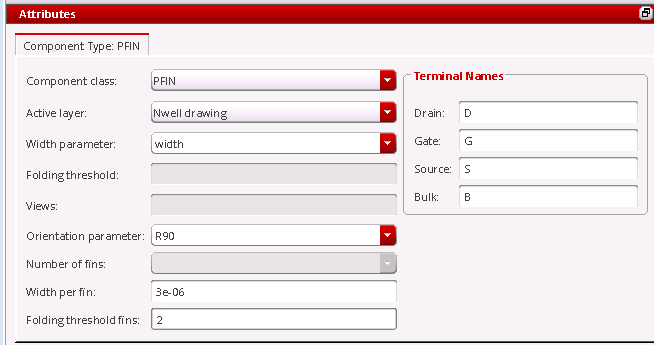 Attributes
Component Type: PFIN
Component class: PFIN
Active layer: Nwell drawing
Width parameter: width
Folding threshold:
Views:
Orientation parameter: R90
Number of fins:
Width per fin: 3e-06
Folding threshold fins: 2
Terminal Names
Drain: D
Gate: G
Source: S
Bulk: B